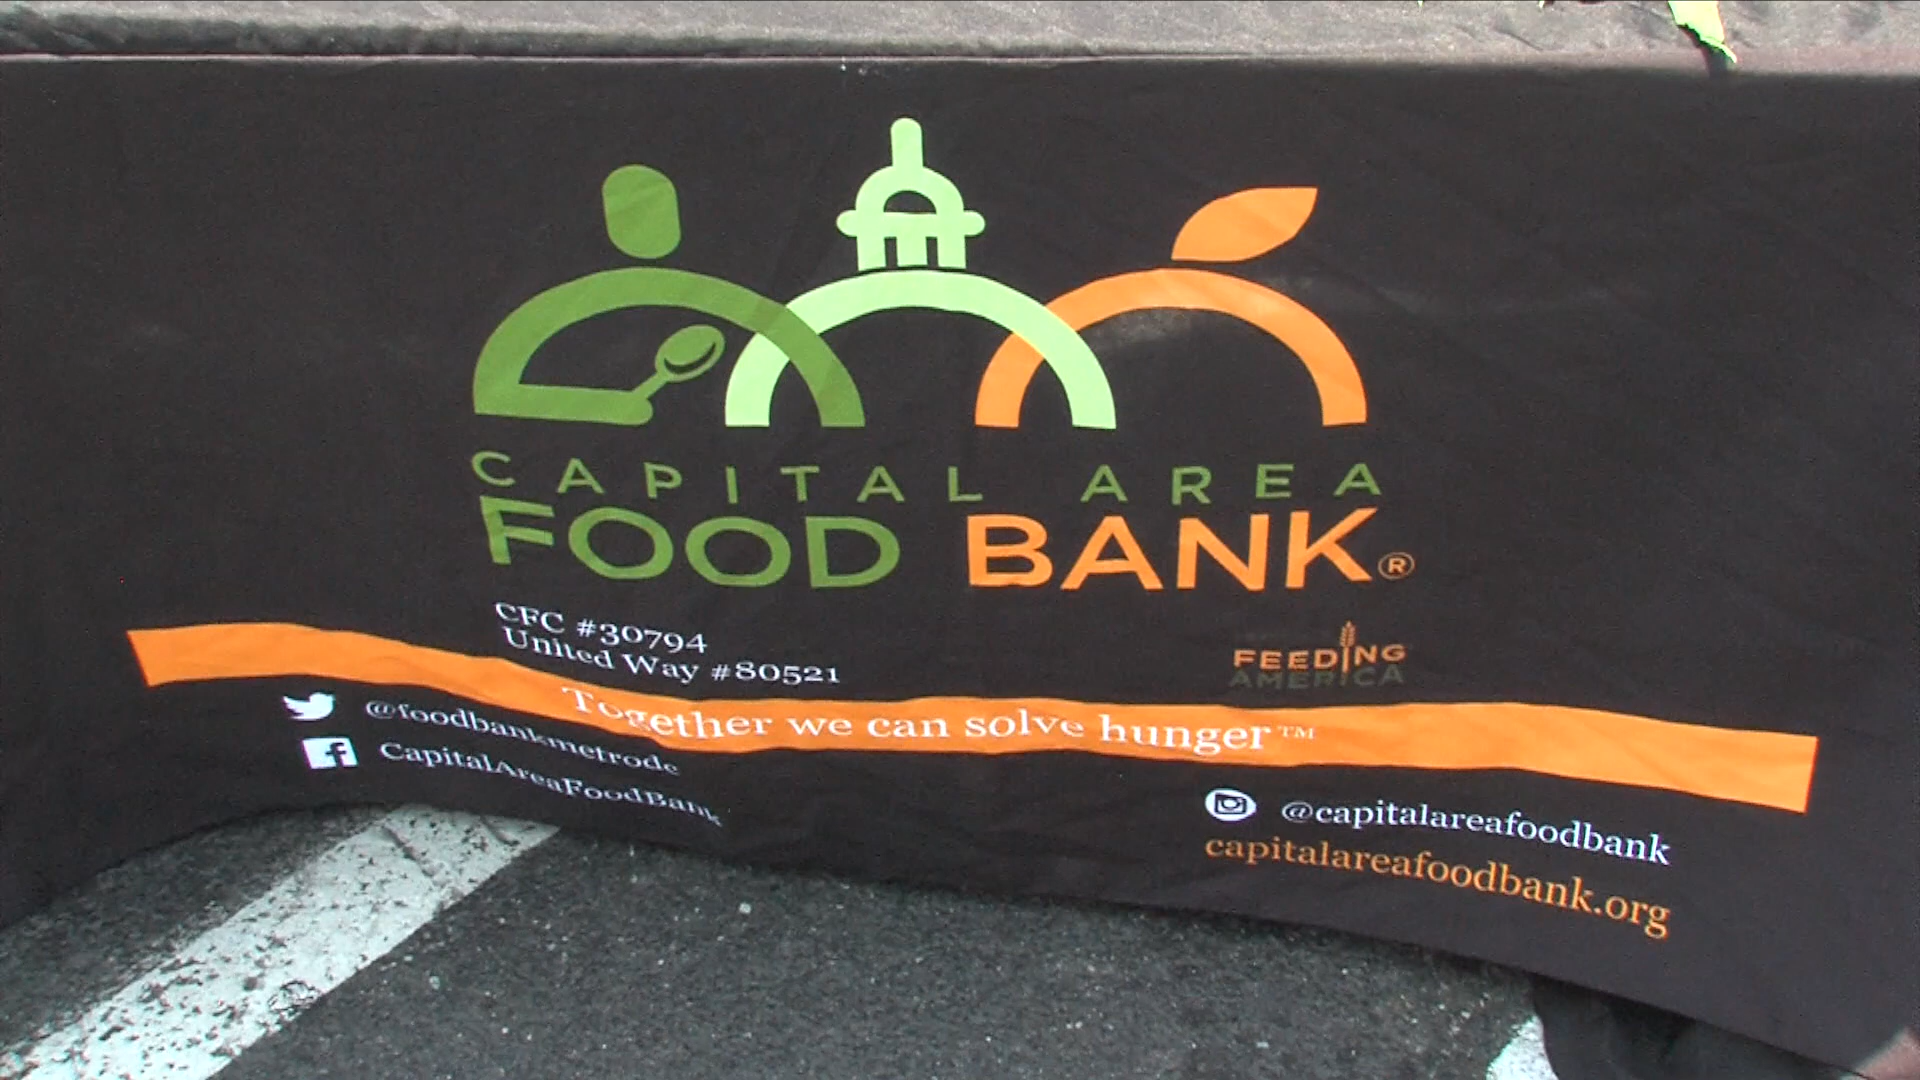 CAPITAL AREA
FOOD BANK®
CFC #30794
United Way #80521
FEEDING
AMERICA
Together we can solve hunger™
@foodbankmetrodc
CapitalAreaFoodBank
@capitalareafoodbank
capitalareafoodbank.org